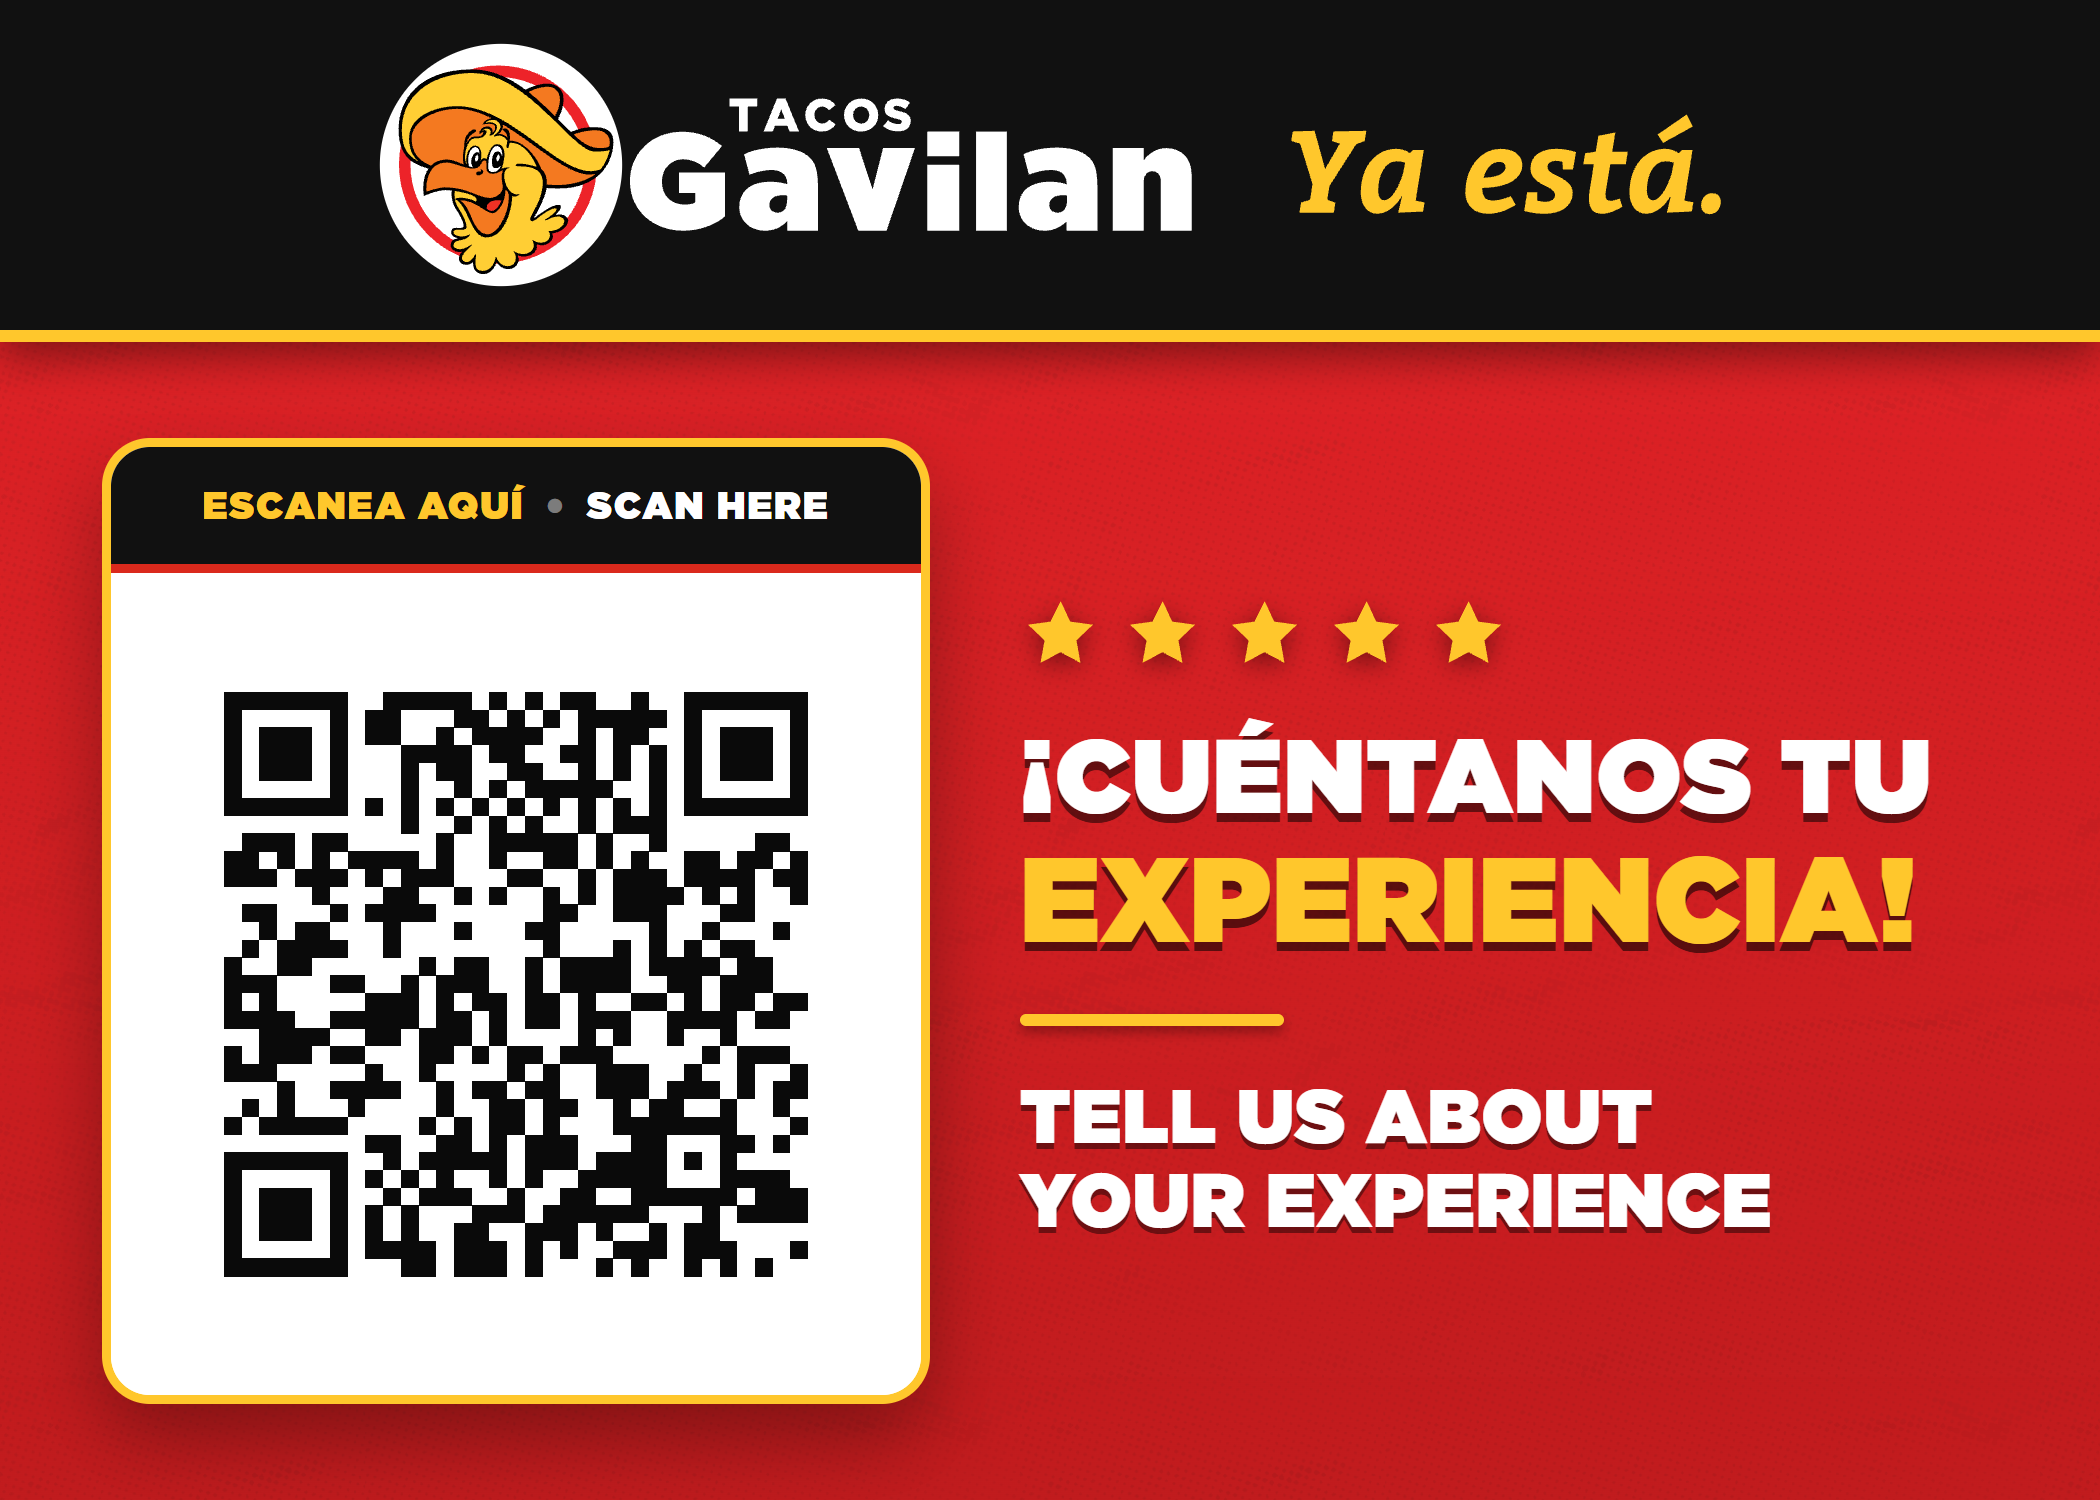 TACOS
Gavilan
Ya está.
ESCANEA AQUÍ • SCAN HERE
¡CUÉNTANOS TU
EXPERIENCIA!
TELL US ABOUT
YOUR EXPERIENCE